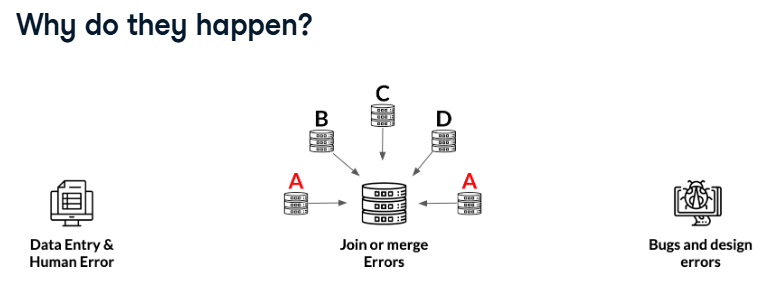 Why do they happen?
C
B
D
A
A
Data Entry &
Human Error
Join or merge
Errors
Bugs and design
errors